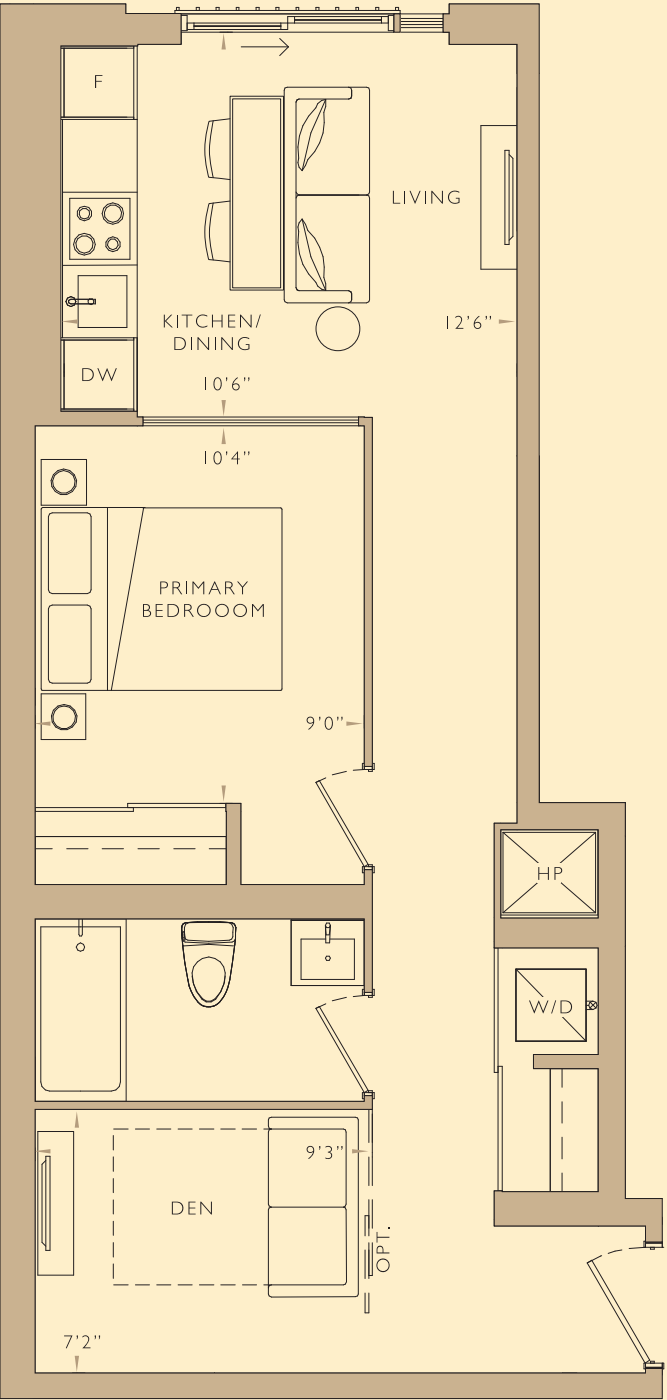 F
LIVING
KITCHEN/
DINING
12'6"
DW
10'6"
10'4"
PRIMARY
BEDROOOM
9'0"
HP
W/D
9'3"
DEN
OPT.
7'2"